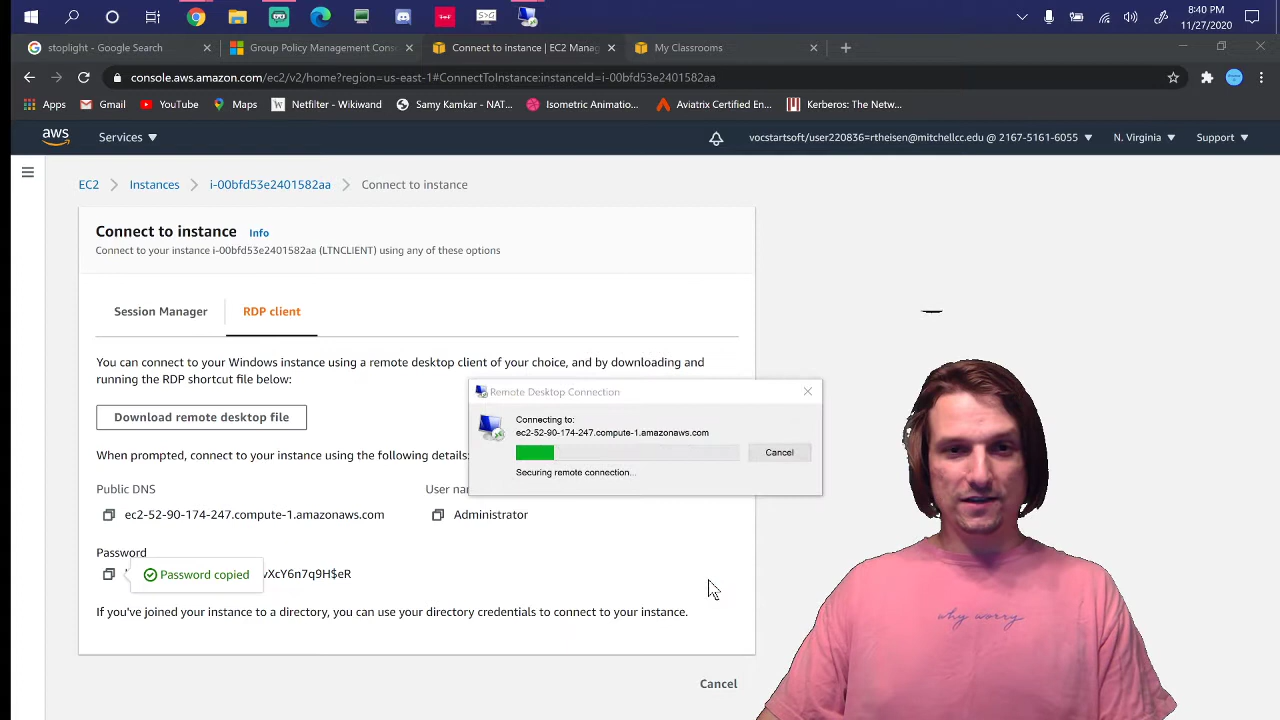 8:40 PM
11/27/2020
stoplight - Google Search
Group Policy Management Cons
Connect to instance | EC2 Manag
My Classrooms
console.aws.amazon.com/ec2/v2/home?region=us-east-1#ConnectToInstance:instanceId=i-00bfd53e2401582aa
Apps
Gmail
YouTube
Maps
Netfilter - Wikiwand
Samy Kamkar - NAT...
Isometric Animatio...
Aviatrix Certified En...
Kerberos: The Netw...
aws
Services
vocstartsoft/user220836=rtheisen@mitchellcc.edu @ 2167-5161-6055
N. Virginia
Support
EC2
Instances
i-00bfd53e2401582aa
Connect to instance
Connect to instance
Info
Connect to your instance i-00bfd53e2401582aa (LTNCLIENT) using any of these options
Session Manager
RDP client
You can connect to your Windows instance using a remote desktop client of your choice, and by downloading and
running the RDP shortcut file below:
Download remote desktop file
Remote Desktop Connection
Connecting to:
ec2-52-90-174-247.compute-1.amazonaws.com
Cancel
Securing remote connection...
When prompted, connect to your instance using the following details:
Public DNS
User na
ec2-52-90-174-247.compute-1.amazonaws.com
Administrator
Password
Password copied
vXcY6n7q9H$eR
If you've joined your instance to a directory, you can use your directory credentials to connect to your instance.
Cancel
why worry